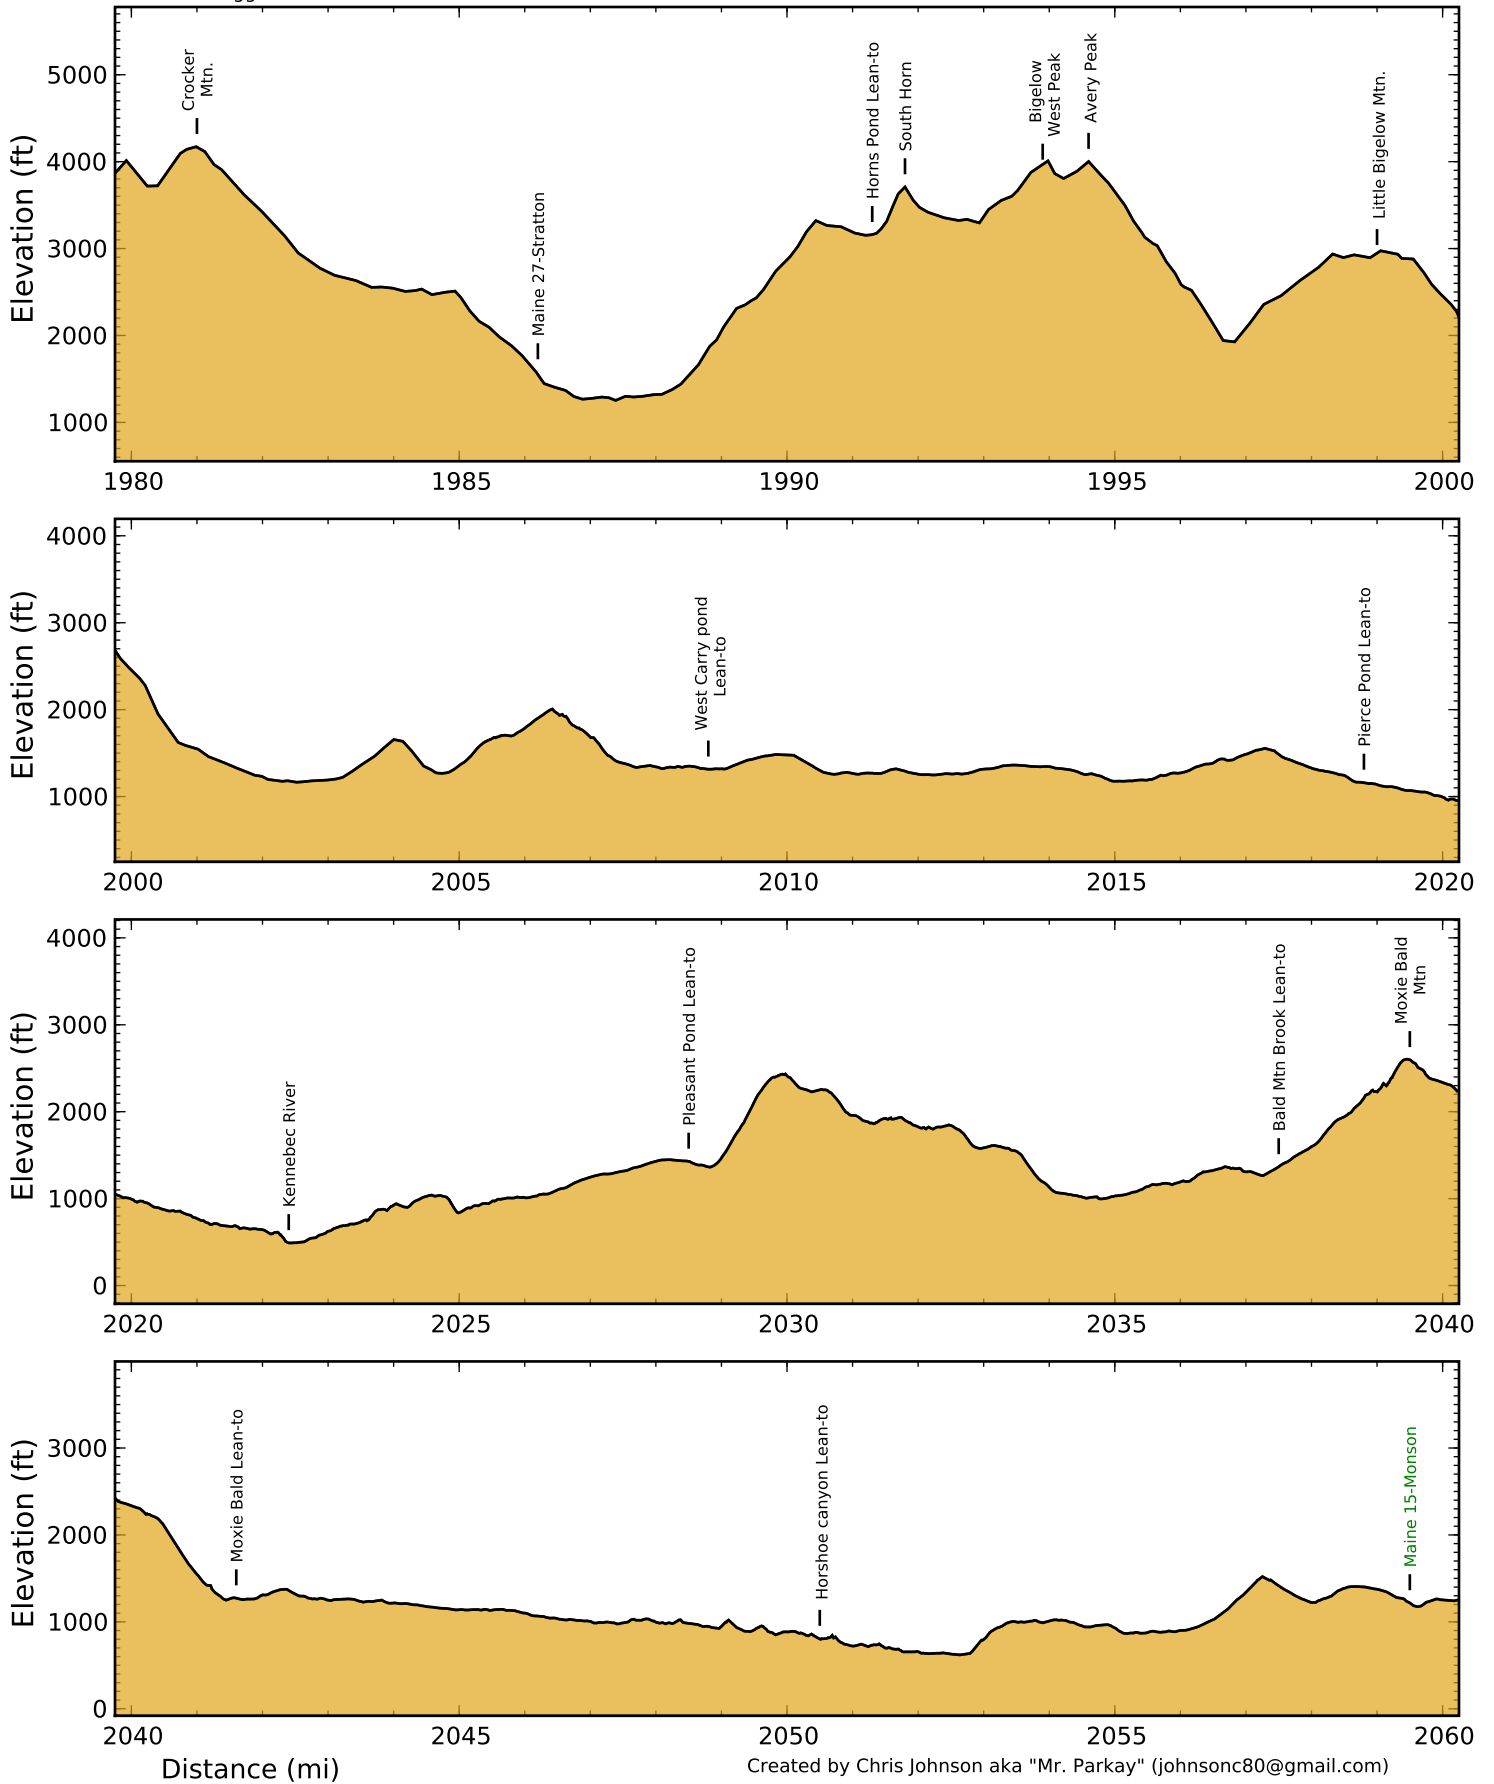 Crocker
Mtn.
Maine 27-Stratton
Horns Pond Lean-to
South Horn
Bigelow
West Peak
Avery Peak
Little Bigelow Mtn.
Elevation (ft)
5000
4000
3000
2000
1000
1980 1985 1990 1995 2000
West Carry pond
Lean-to
Pierce Pond Lean-to
Elevation (ft)
4000
3000
2000
1000
2000 2005 2010 2015 2020
Kennebec River
Pleasant Pond Lean-to
Bald Mtn Brook Lean-to
Moxie Bald
Mtn
Elevation (ft)
4000
3000
2000
1000
0
2020 2025 2030 2035 2040
Moxie Bald Lean-to
Horshoe canyon Lean-to
Maine 15-Monson
Elevation (ft)
3000
2000
1000
0
2040 2045 2050 2055 2060
Distance (mi)
Created by Chris Johnson aka "Mr. Parkay" (johnsonc80@gmail.com)